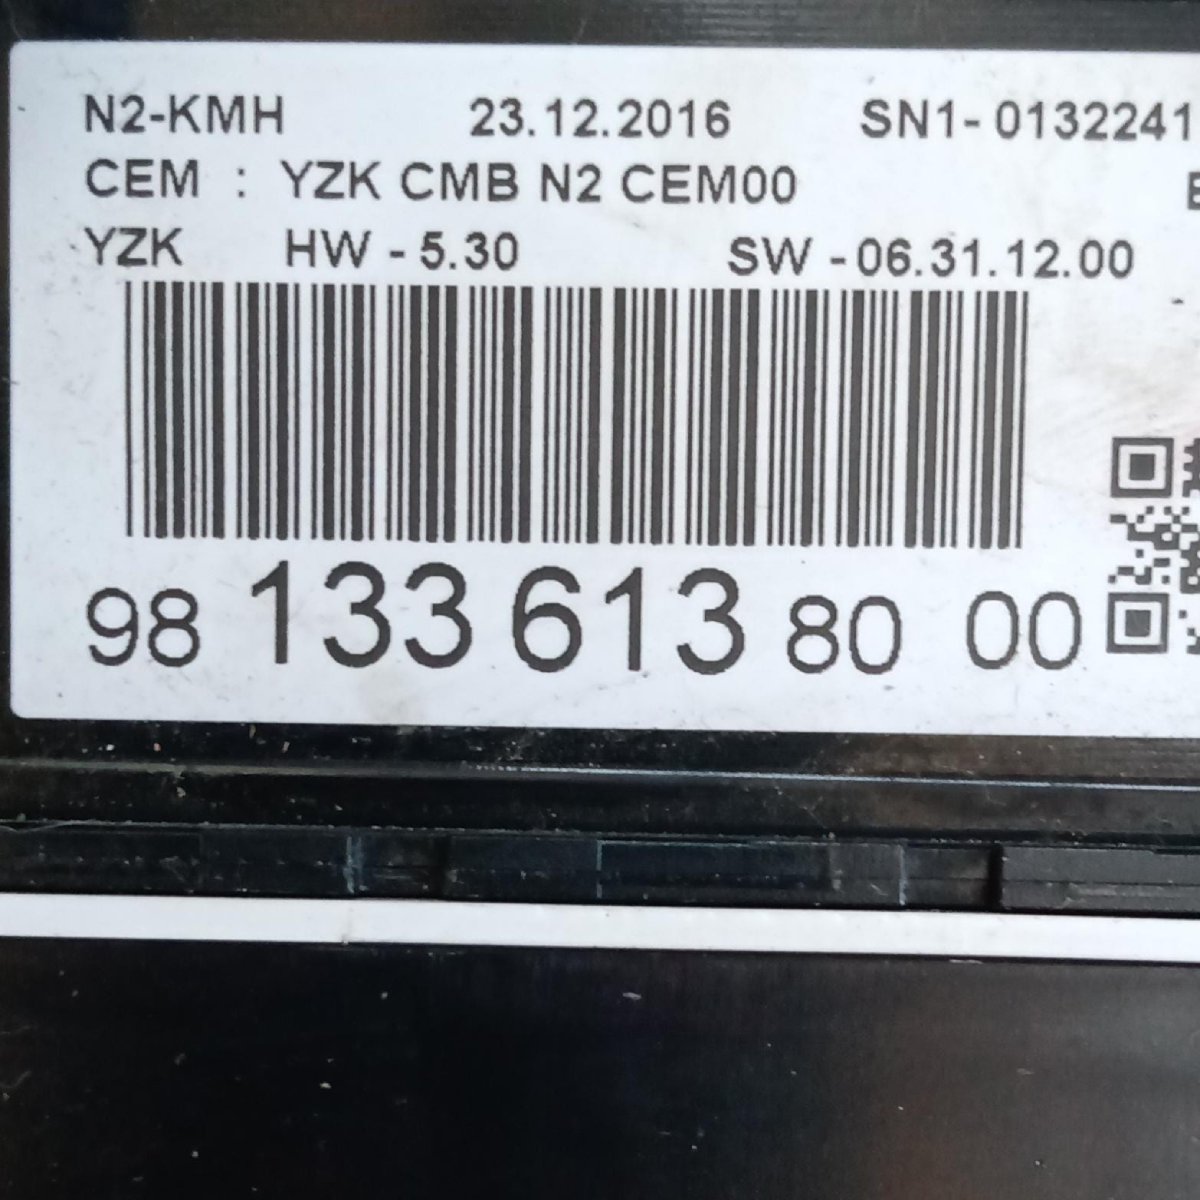 N2-KMH 23.12.2016 SN1-0132241
CEM : YZK CMB N2 CEM00
YZK HW - 5.30 SW -06.31.12.00
98 133 613 80 00